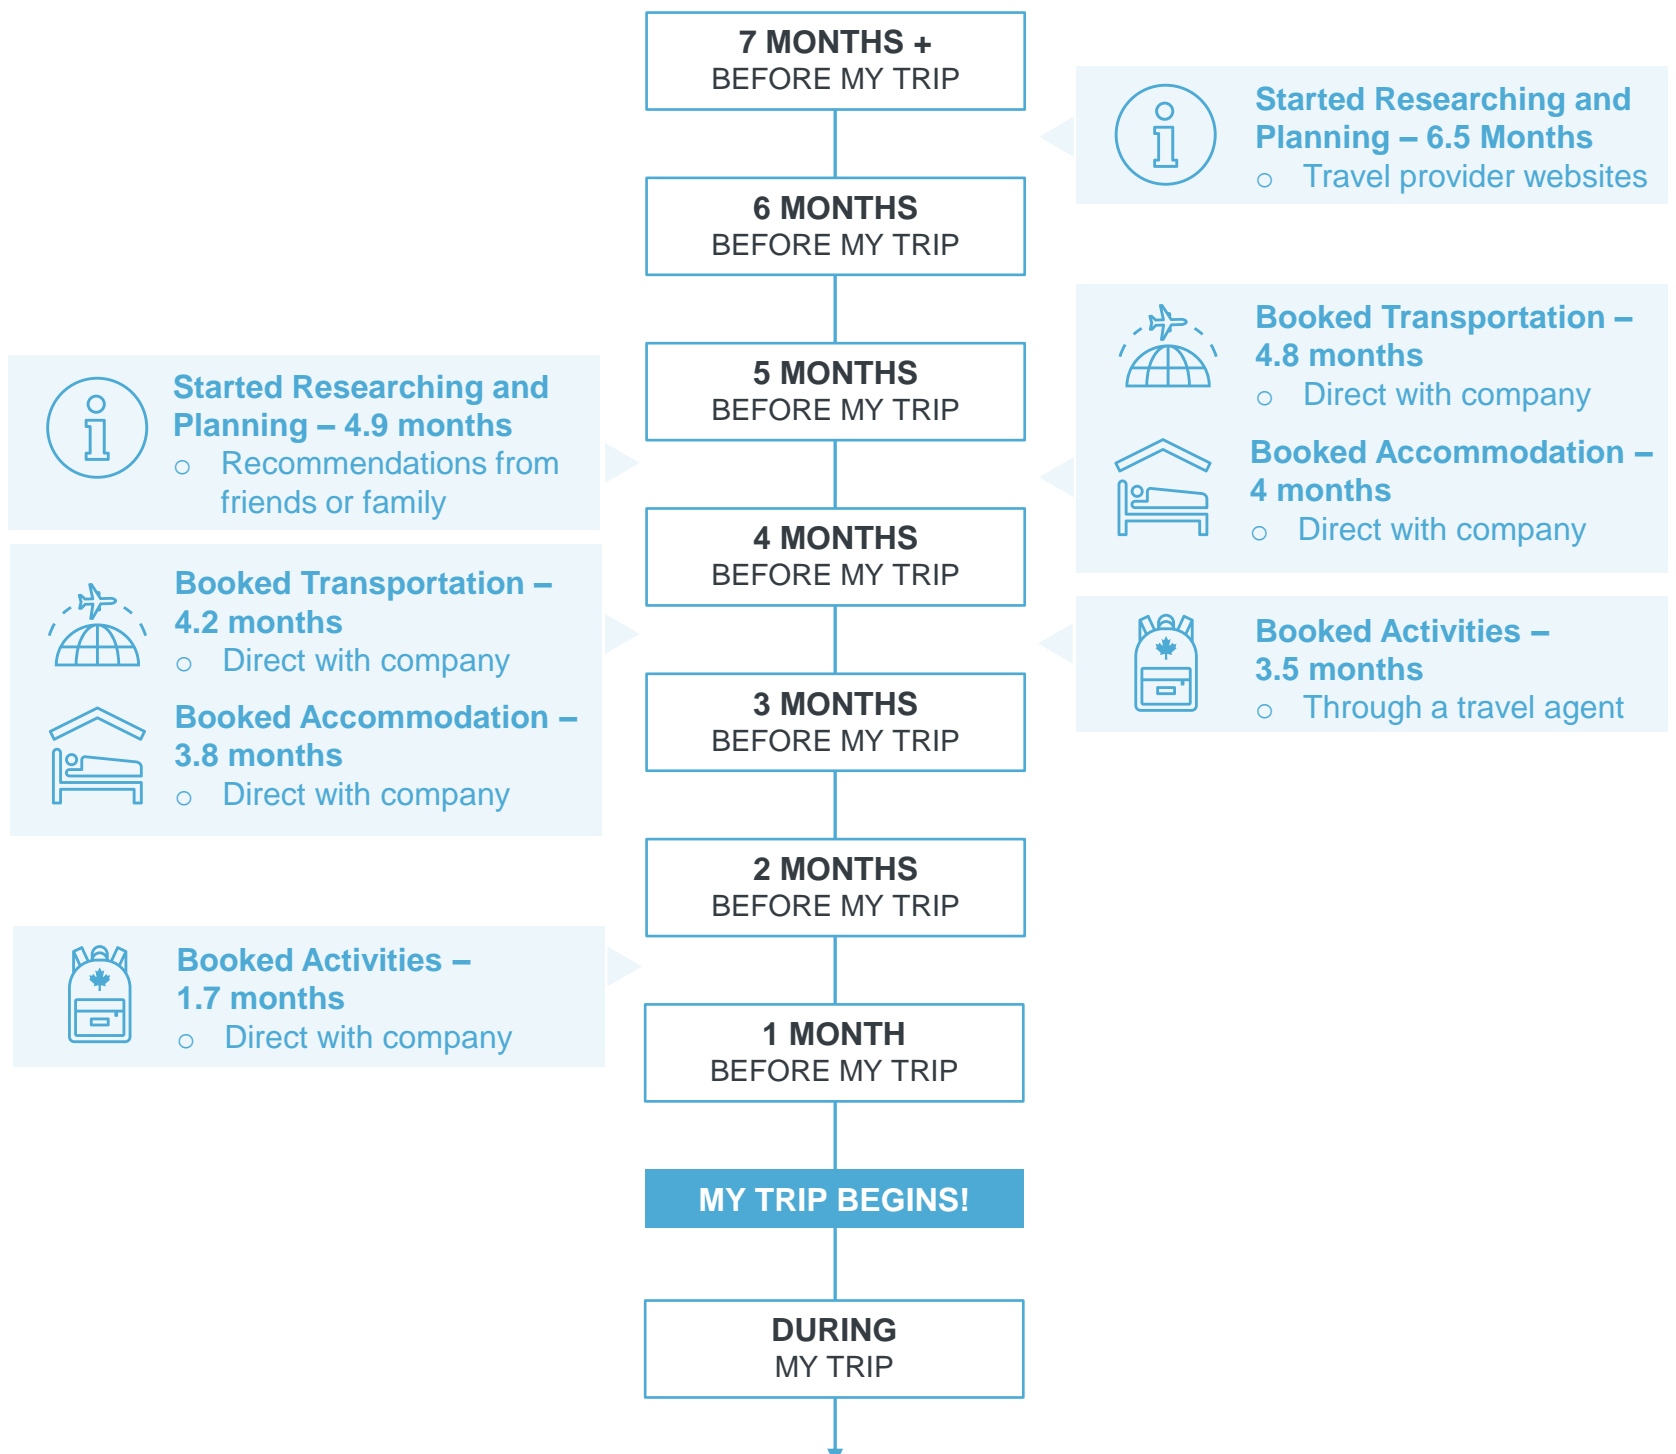 7 MONTHS +
BEFORE MY TRIP
Started Researching and
Planning – 6.5 Months
○ Travel provider websites
6 MONTHS
BEFORE MY TRIP
Booked Transportation –
4.8 months
○ Direct with company
Booked Accommodation –
4 months
○ Direct with company
5 MONTHS
BEFORE MY TRIP
Started Researching and
Planning – 4.9 months
○ Recommendations from
friends or family
4 MONTHS
BEFORE MY TRIP
Booked Transportation –
4.2 months
○ Direct with company
Booked Accommodation –
3.8 months
○ Direct with company
Booked Activities –
3.5 months
○ Through a travel agent
3 MONTHS
BEFORE MY TRIP
2 MONTHS
BEFORE MY TRIP
Booked Activities –
1.7 months
○ Direct with company
1 MONTH
BEFORE MY TRIP
MY TRIP BEGINS!
DURING
MY TRIP